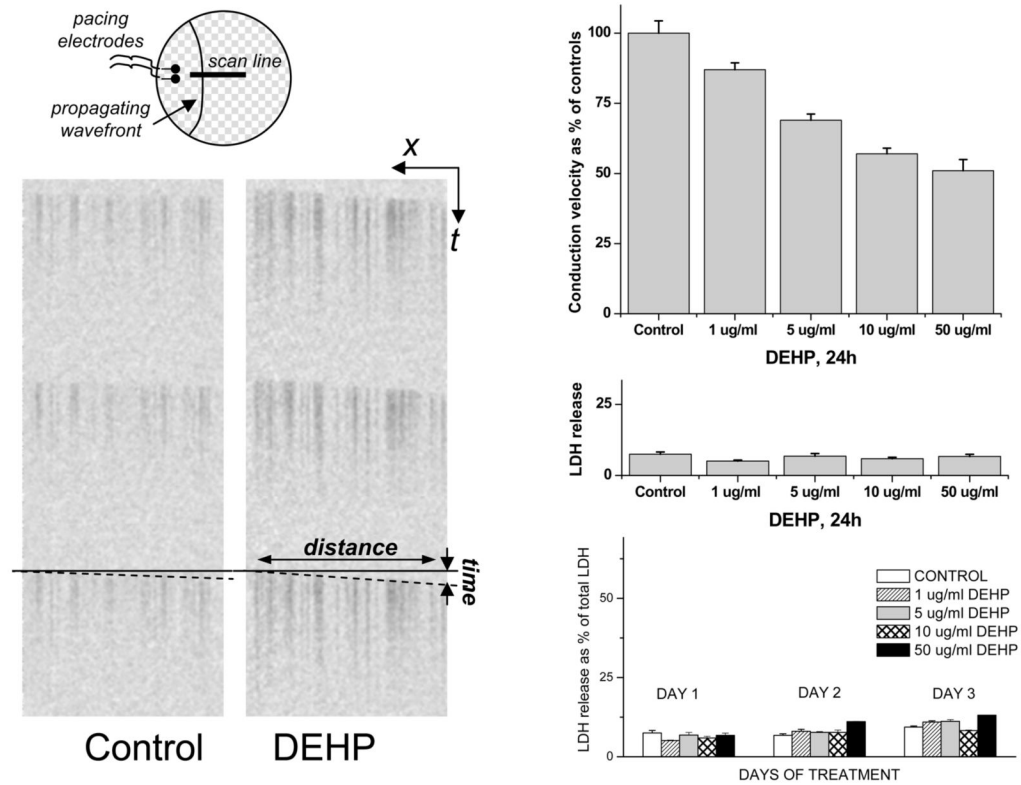 pacing
electrodes
scan line
propagating
wavefront
x
t
distance
time
Control
DEHP
Conduction velocity as % of controls
100
75
50
25
0
Control 1 ug/ml 5 ug/ml 10 ug/ml 50 ug/ml
DEHP, 24h
LDH release
25
0
Control 1 ug/ml 5 ug/ml 10 ug/ml 50 ug/ml
DEHP, 24h
LDH release as % of total LDH
50
25
0
CONTROL
1 ug/ml DEHP
5 ug/ml DEHP
10 ug/ml DEHP
50 ug/ml DEHP
DAY 1 DAY 2 DAY 3
DAYS OF TREATMENT